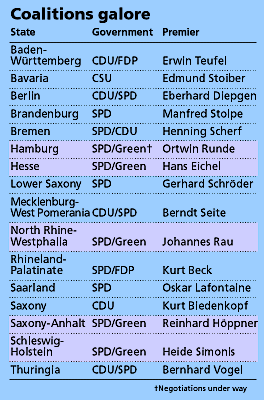 Coalitions galore
State Government Premier
Baden-
Württemberg CDU/FDP Erwin Teufel
Bavaria CSU Edmund Stoiber
Berlin CDU/SPD Eberhard Diepgen
Brandenburg SPD Manfred Stolpe
Bremen SPD/CDU Henning Scherf
Hamburg SPD/Green† Ortwin Runde
Hesse SPD/Green Hans Eichel
Lower Saxony SPD Gerhard Schröder
Mecklenburg-
West Pomerania CDU/SPD Berndt Seite
North Rhine-
Westphalia SPD/Green Johannes Rau
Rhineland-
Palatinate SPD/FDP Kurt Beck
Saarland SPD Oskar Lafontaine
Saxony CDU Kurt Biedenkopf
Saxony-Anhalt SPD/Green Reinhard Höppner
Schleswig-
Holstein SPD/Green Heide Simonis
Thuringia CDU/SPD Bernhard Vogel
†Negotiations under way